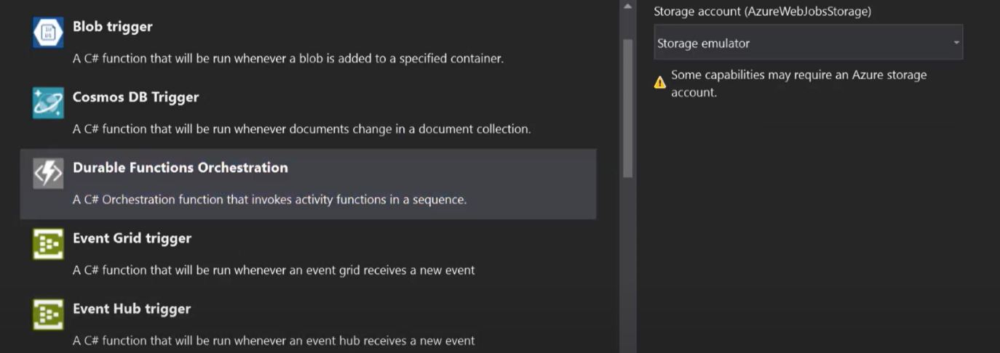 Blob trigger
A C# function that will be run whenever a blob is added to a specified container.
Cosmos DB Trigger
A C# function that will be run whenever documents change in a document collection.
Durable Functions Orchestration
A C# Orchestration function that invokes activity functions in a sequence.
Event Grid trigger
A C# function that will be run whenever an event grid receives a new event
Event Hub trigger
A C# function that will be run whenever an event hub receives a new event
Storage account (AzureWebJobsStorage)
Storage emulator
Some capabilities may require an Azure storage
account.